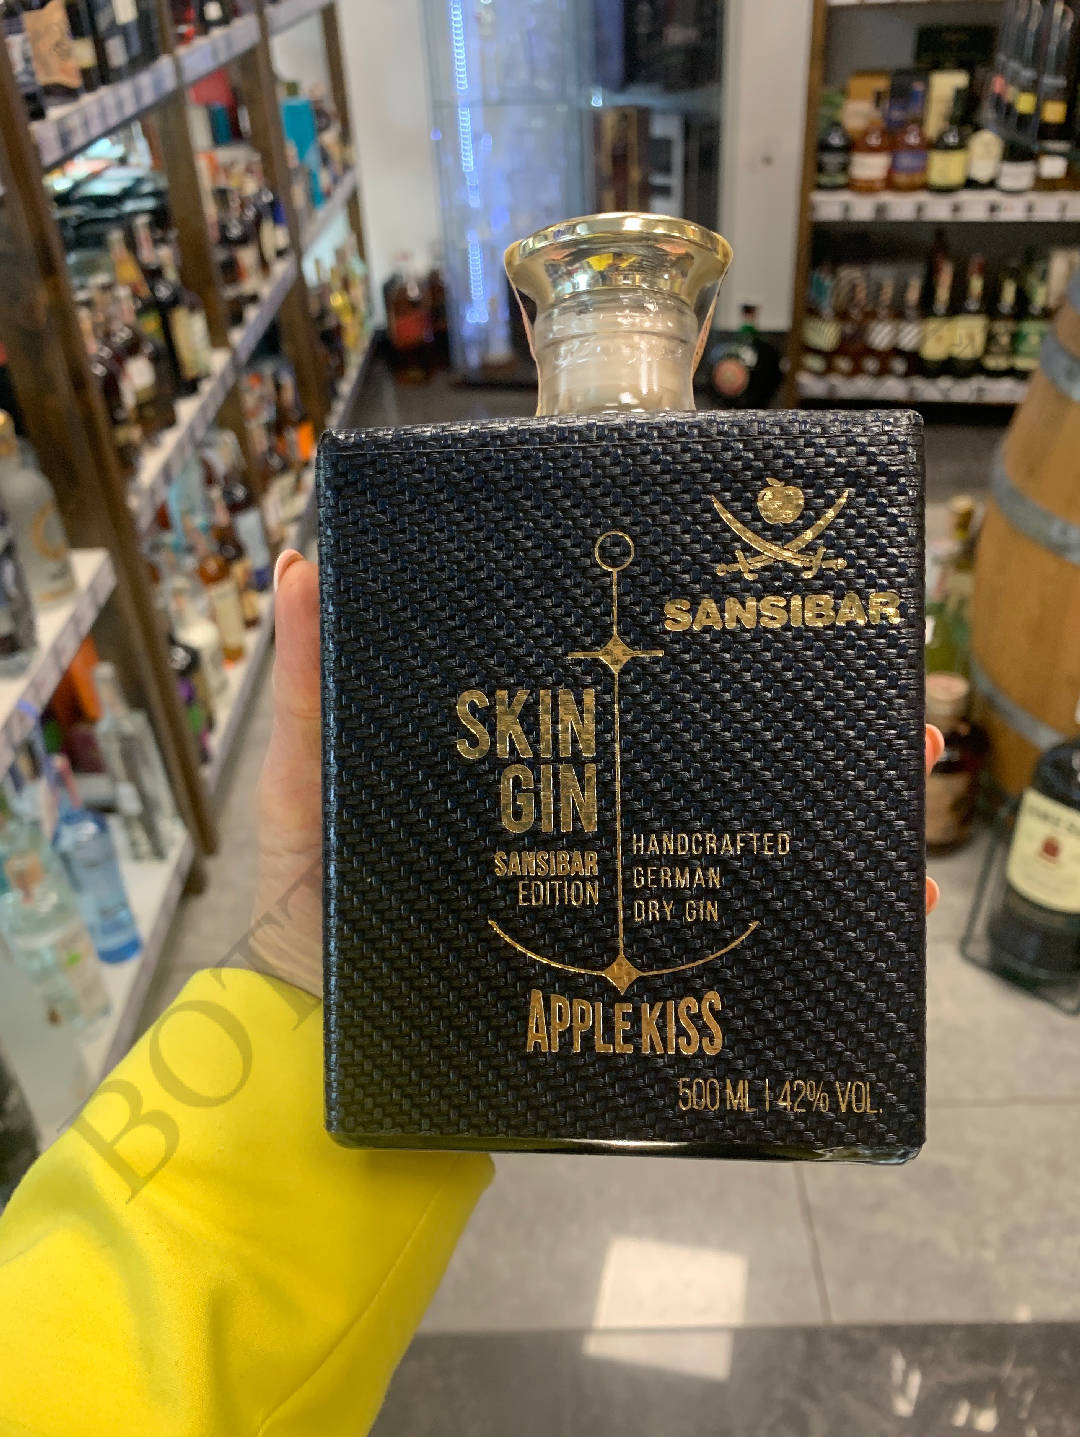 SANSIBAR
SKIN
GIN
SANSIBAR
EDITION
HANDCRAFTED
GERMAN
DRY GIN
APPLE KISS
500 ML | 42% VOL.